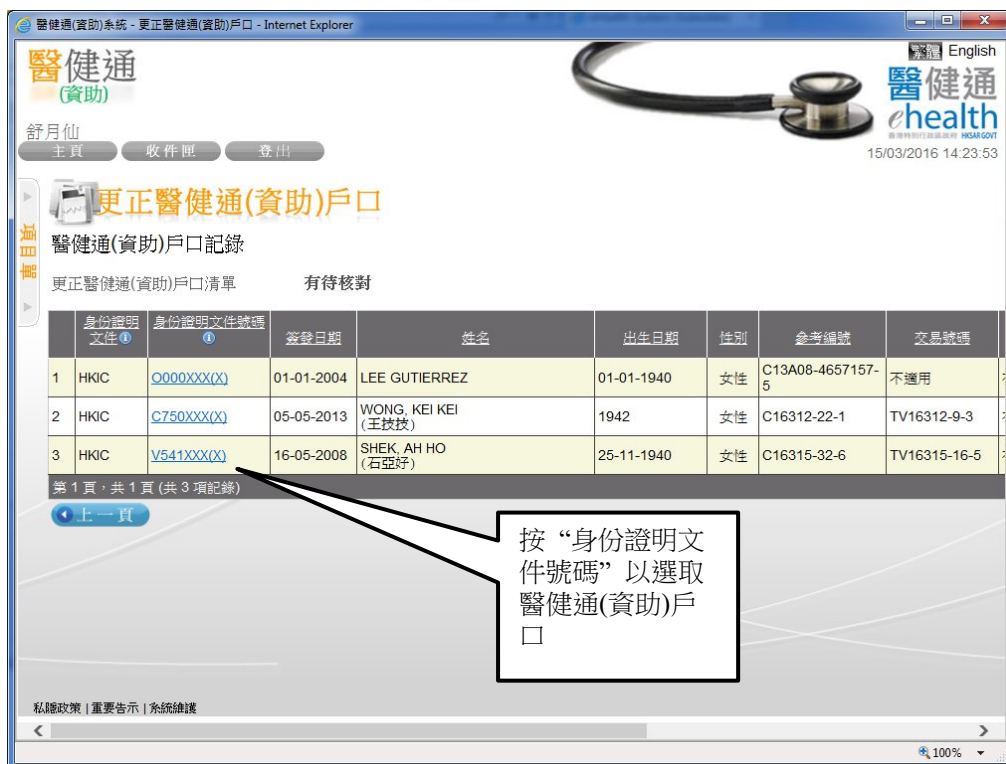 醫健通(資助)系統 - 更正醫健通(資助)戶口 - Internet Explorer
醫健通
(資助)
繁體 English
醫健通
ehealth
香港特別行政區政府 HKSARGOVT
舒月仙
主頁 收件匣 登出
15/03/2016 14:23:53
項目單
更正醫健通(資助)戶口
醫健通(資助)戶口記錄
更正醫健通(資助)戶口清單 有待核對
身份證明文件 身份證明文件號碼 簽發日期 姓名 出生日期 性別 參考編號 交易號碼
1 HKIC O000XXX(X) 01-01-2004 LEE GUTIERREZ 01-01-1940 女性 C13A08-4657157-5 不適用
2 HKIC C750XXX(X) 05-05-2013 WONG, KEI KEI (王技技) 1942 女性 C16312-22-1 TV16312-9-3
3 HKIC V541XXX(X) 16-05-2008 SHEK, AH HO (石亞好) 25-11-1940 女性 C16315-32-6 TV16315-16-5
第 1 頁，共 1 頁 (共 3 項記錄)
上一頁
按“身份證明文
件號碼”以選取
醫健通(資助)戶
口
私隱政策 | 重要告示 | 系統維護
100%